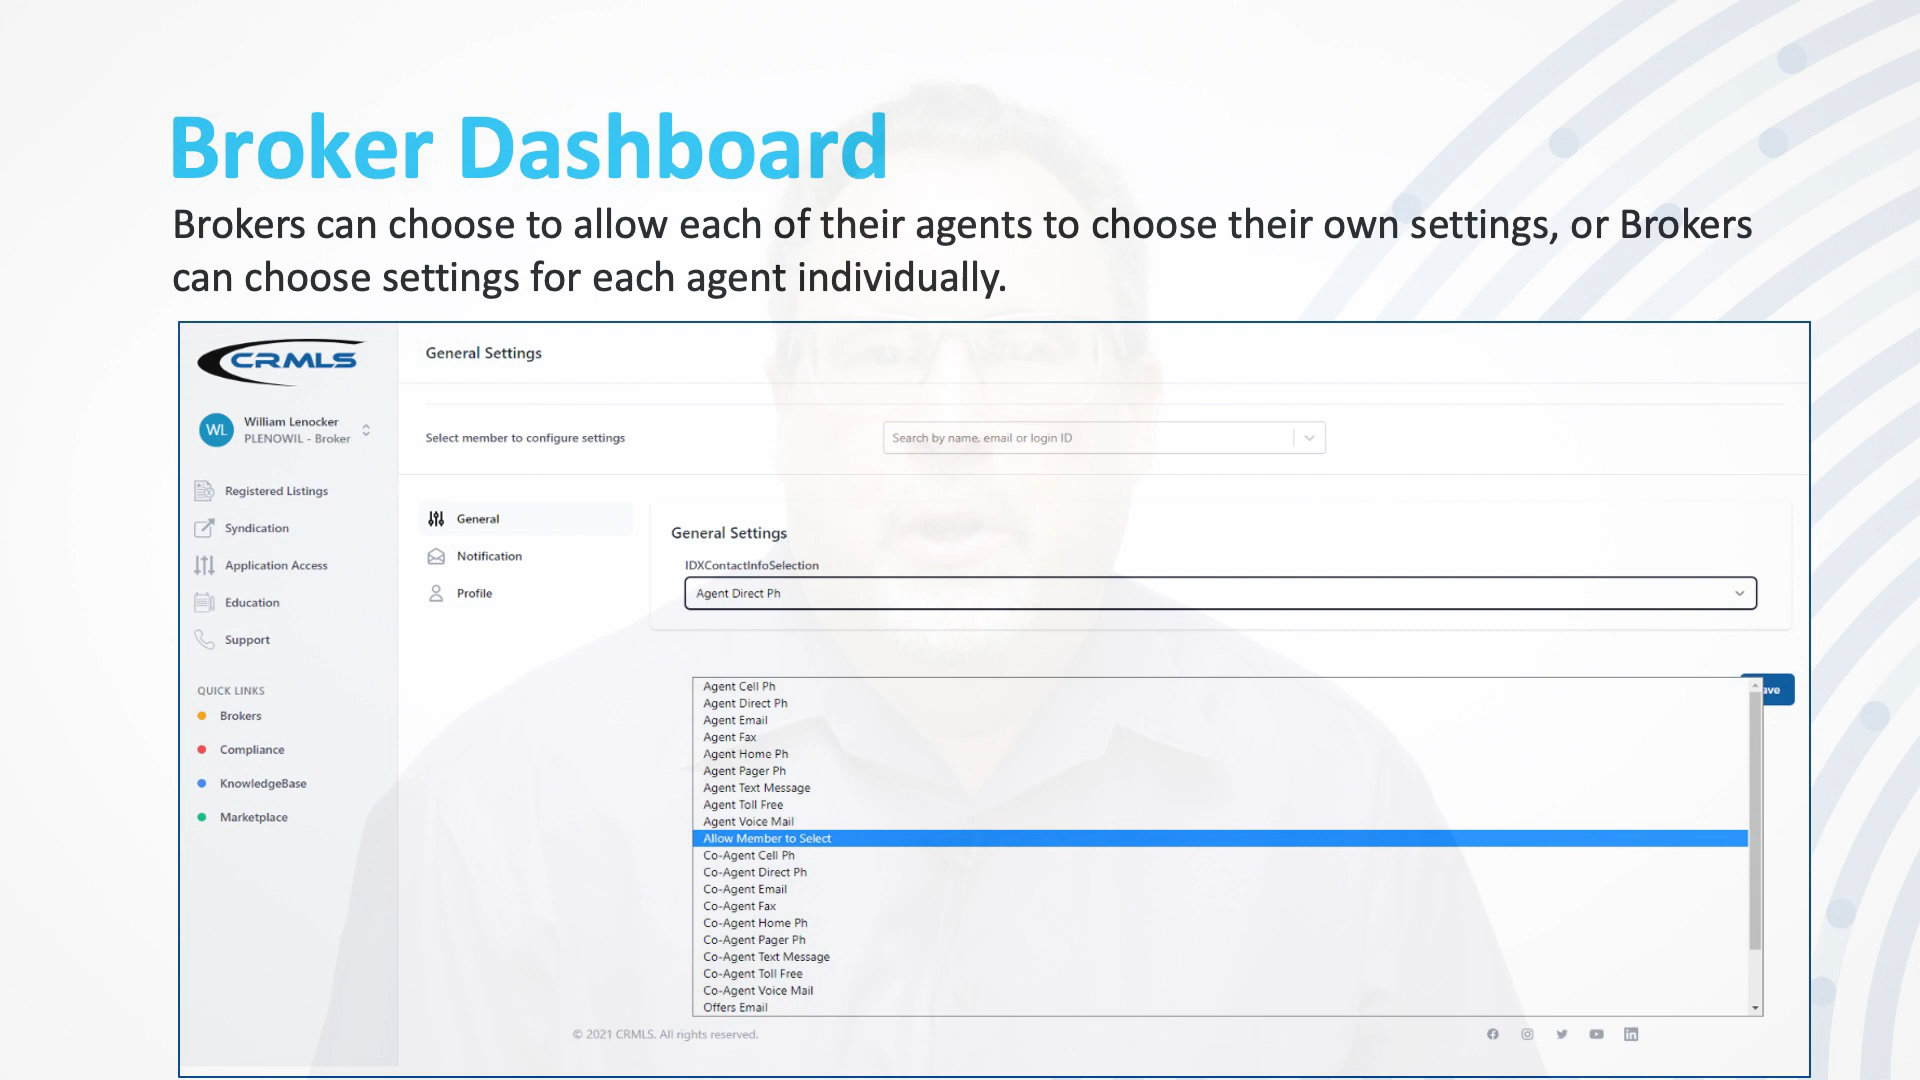 Broker Dashboard
Brokers can choose to allow each of their agents to choose their own settings, or Brokers
can choose settings for each agent individually.
CRMLS
General Settings
WL
William Lenocker
PLENOWIL - Broker
Select member to configure settings
Search by name, email or login ID
Registered Listings
Syndication
Application Access
Education
Support
QUICK LINKS
Brokers
Compliance
KnowledgeBase
Marketplace
General
Notification
Profile
General Settings
IDXContactInfoSelection
Agent Direct Ph
ave
Agent Cell Ph
Agent Direct Ph
Agent Email
Agent Fax
Agent Home Ph
Agent Pager Ph
Agent Text Message
Agent Toll Free
Agent Voice Mail
Allow Member to Select
Co-Agent Cell Ph
Co-Agent Direct Ph
Co-Agent Email
Co-Agent Fax
Co-Agent Home Ph
Co-Agent Pager Ph
Co-Agent Text Message
Co-Agent Toll Free
Co-Agent Voice Mail
Offers Email
© 2021 CRMLS. All rights reserved.